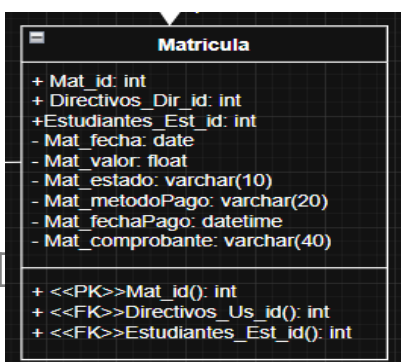 Matricula
+ Mat_id: int
+ Directivos_Dir_id: int
+Estudiantes_Est_id: int
- Mat_fecha: date
- Mat_valor: float
- Mat_estado: varchar(10)
- Mat_metodoPago: varchar(20)
- Mat_fechaPago: datetime
- Mat_comprobante: varchar(40)
+ <<PK>>Mat_id(): int
+ <<FK>>Directivos_Us_id(): int
+ <<FK>>Estudiantes_Est_id(): int